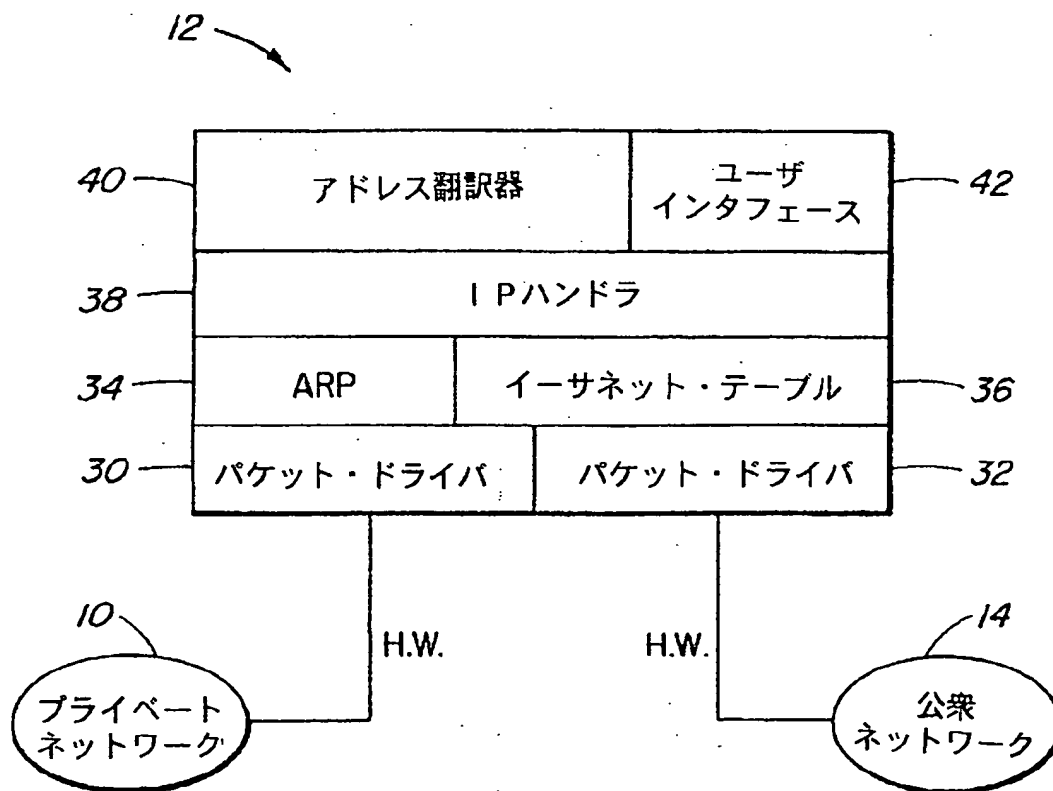 12
40
アドレス翻訳器
ユーザ
インタフェース
42
38
IPハンドラ
34
ARP
イーサネット・テーブル
36
30
パケット・ドライバ
パケット・ドライバ
32
10
H.W.
H.W.
14
プライベート
ネットワーク
公衆
ネットワーク